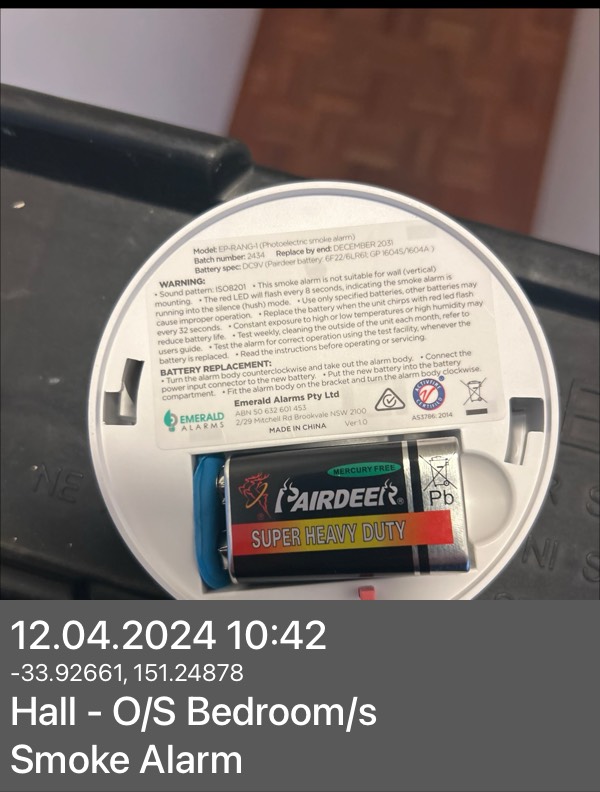 Model: EP-RANG-1 (Photoelectric smoke alarm)
Batch number: 2434 Replace by end: DECEMBER 2031
Battery spec: DC9V (Pairdeer battery: 6F22/6LR61; GP 1604S/1604A)
WARNING:
• Sound pattern: ISO8201 • This smoke alarm is not suitable for wall (vertical)
mounting. • The red LED will flash every 8 seconds, indicating the smoke alarm is
running into the silence (hush) mode. • Use only specified batteries, other batteries may
cause improper operation. • Replace the battery when the unit chirps with red led flash
every 32 seconds. • Constant exposure to high or low temperatures or high humidity may
reduce battery life. • Test weekly, cleaning the outside of the unit each month, refer to
users guide. • Test the alarm for correct operation using the test facility, whenever the
battery is replaced. • Read the instructions before operating or servicing.
BATTERY REPLACEMENT:
• Turn the alarm body counterclockwise and take out the alarm body. • Connect the
power input connector to the new battery. • Put the new battery into the battery
compartment. • Fit the alarm body on the bracket and turn the alarm body clockwise.
EMERALD
ALARMS
Emerald Alarms Pty Ltd
ABN 50 632 601 453
2/29 Mitchell Rd Brookvale NSW 2100
MADE IN CHINA Ver:1.0
AS3786: 2014
MERCURY FREE
PAIRDEER®
SUPER HEAVY DUTY
Pb
NE
12.04.2024 10:42
-33.92661, 151.24878
Hall - O/S Bedroom/s
Smoke Alarm